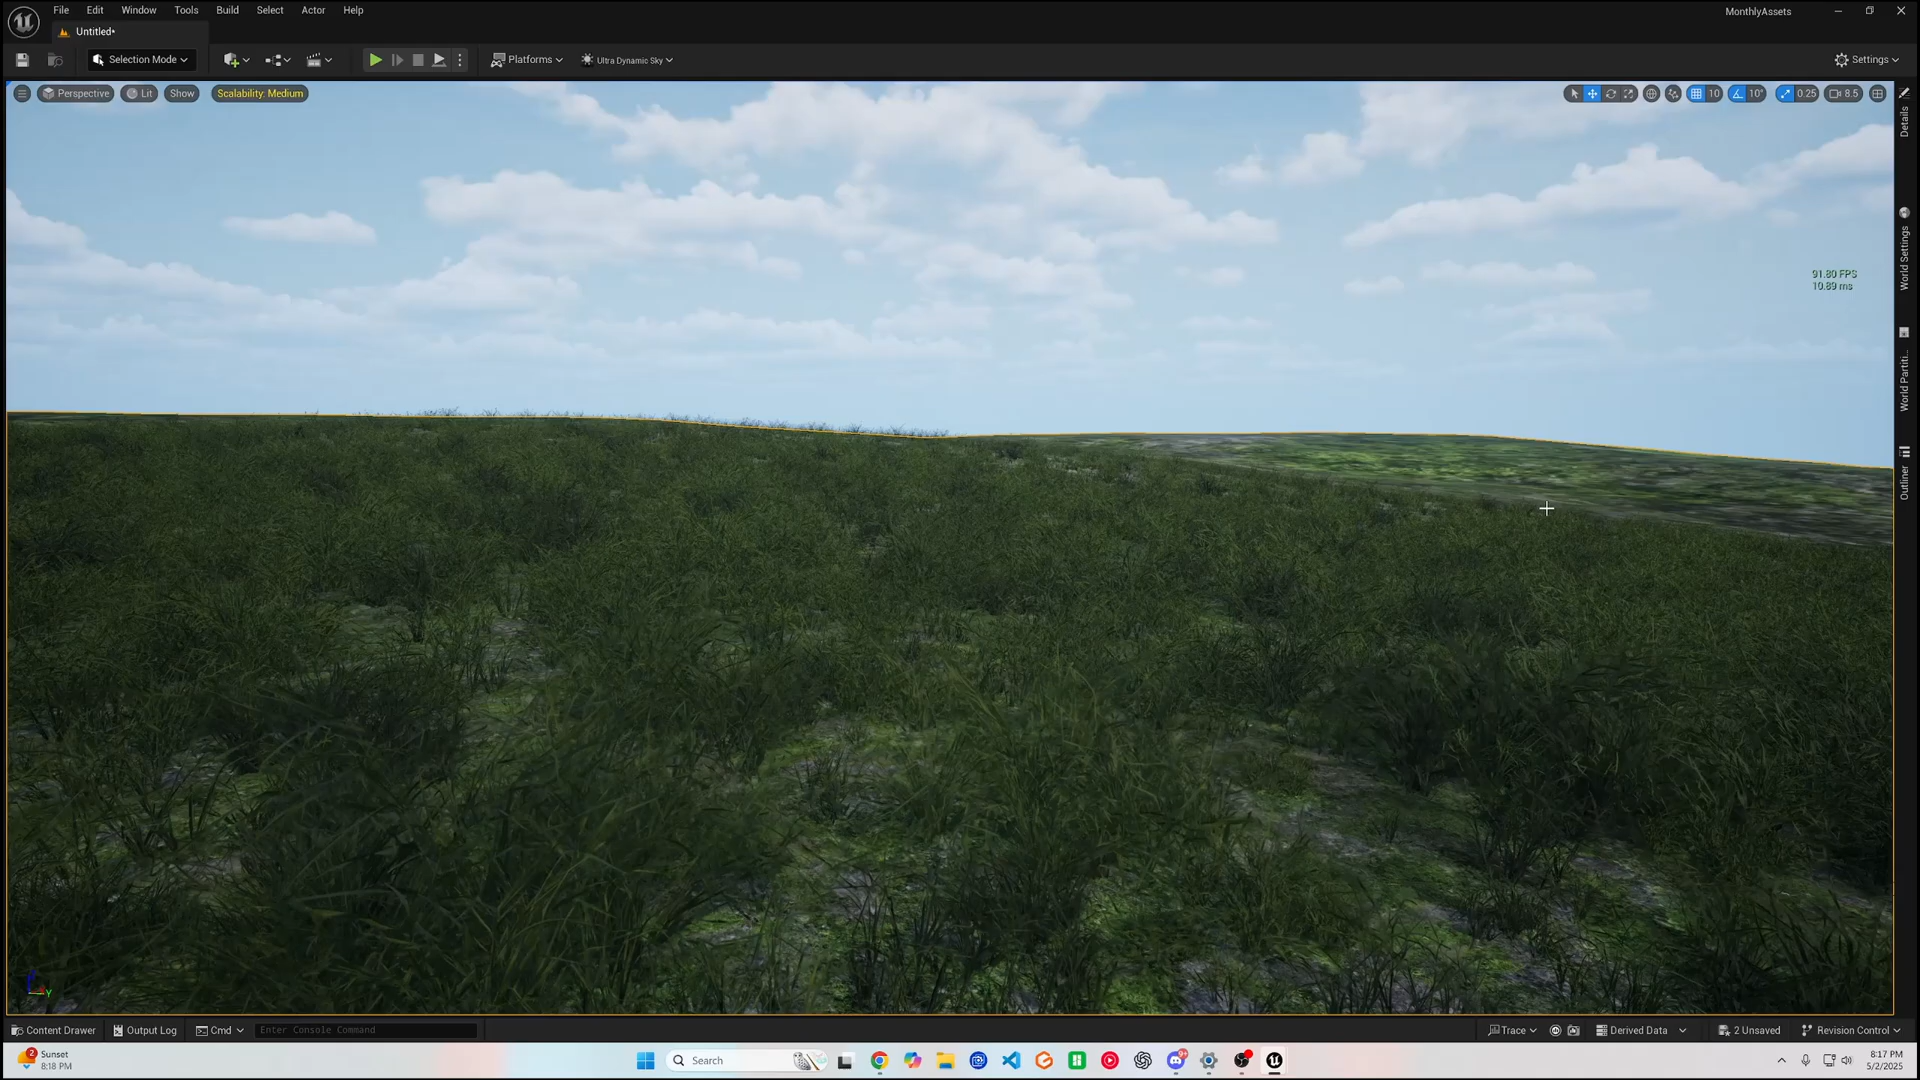 File Edit Window Tools Build Select Actor Help
MonthlyAssets
Untitled*
Selection Mode
Platforms
Ultra Dynamic Sky
Settings
Perspective
Lit
Show
Scalability: Medium
10
10°
0.25
8.5
Details
World Settings
World Partiti...
Outliner
91.80 FPS
10.89 ms
Y
Content Drawer
Output Log
Cmd
Enter Console Command
Trace
Derived Data
2 Unsaved
Revision Control
2
Sunset
8:18 PM
Search
9+
8:17 PM
5/2/2025